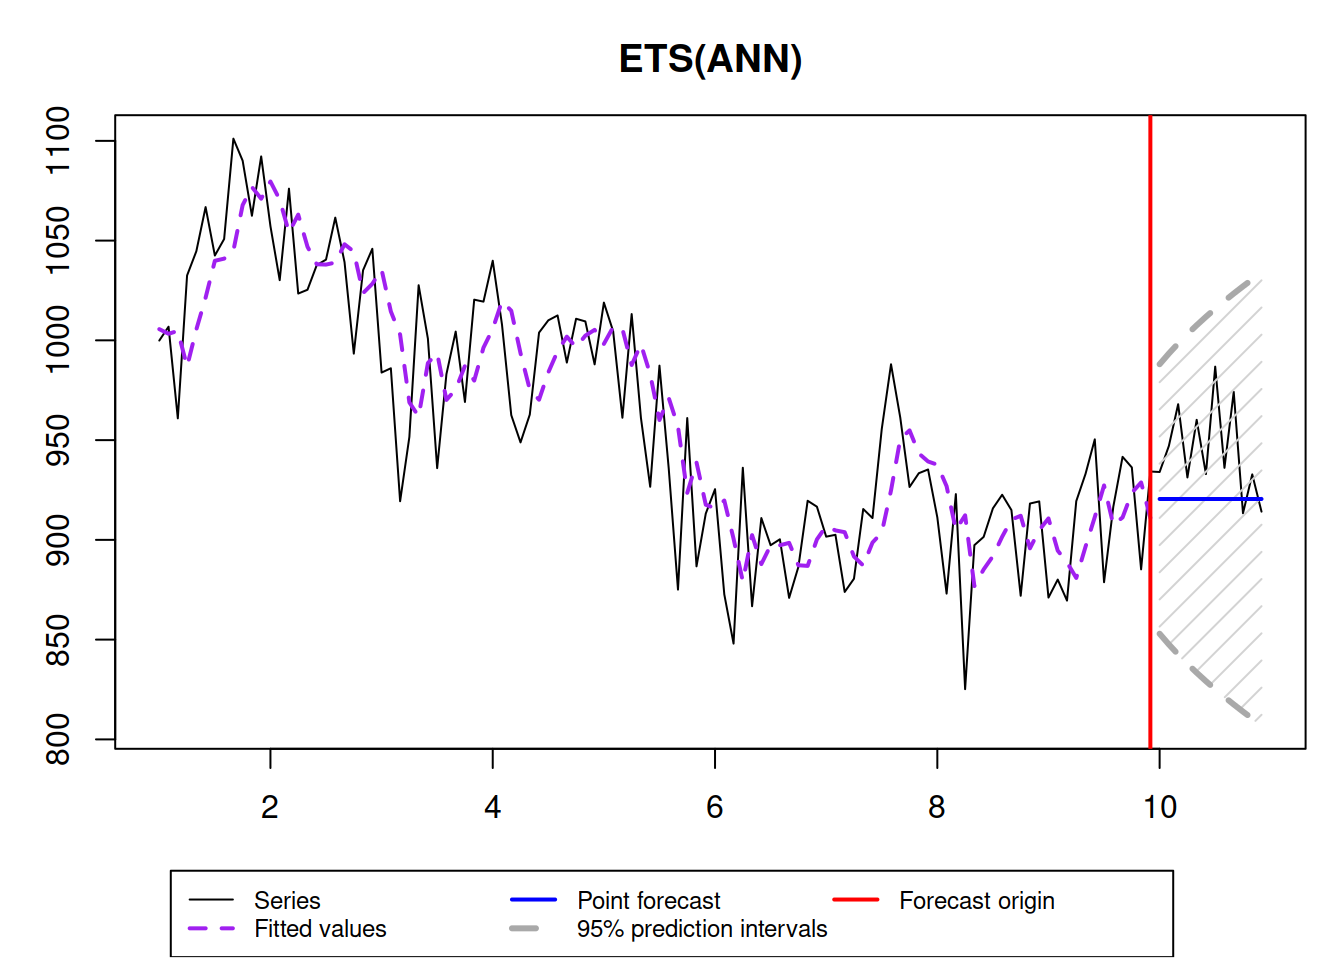 ETS(ANN)
1100
1050
1000
950
900
850
800
2 4 6 8 10
Series Point forecast Forecast origin
Fitted values 95% prediction intervals